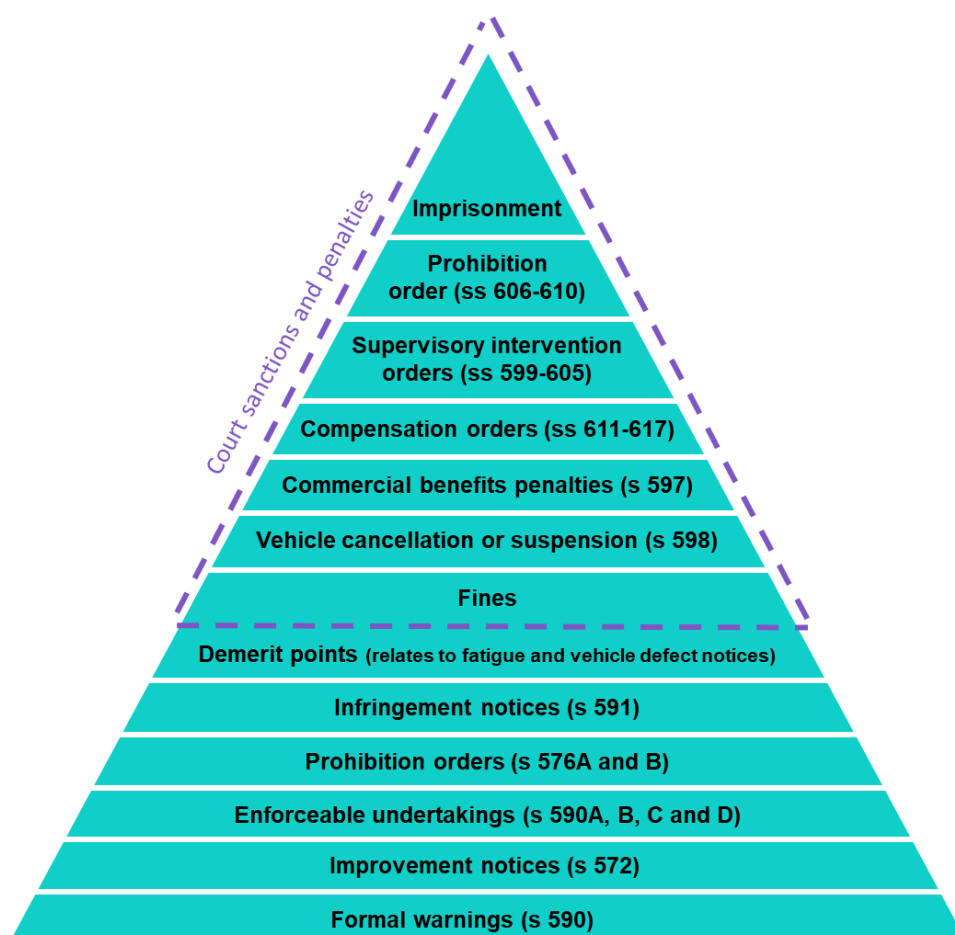 Court sanctions and penalties
Imprisonment
Prohibition
order (ss 606-610)
Supervisory intervention
orders (ss 599-605)
Compensation orders (ss 611-617)
Commercial benefits penalties (s 597)
Vehicle cancellation or suspension (s 598)
Fines
Demerit points (relates to fatigue and vehicle defect notices)
Infringement notices (s 591)
Prohibition orders (s 576A and B)
Enforceable undertakings (s 590A, B, C and D)
Improvement notices (s 572)
Formal warnings (s 590)